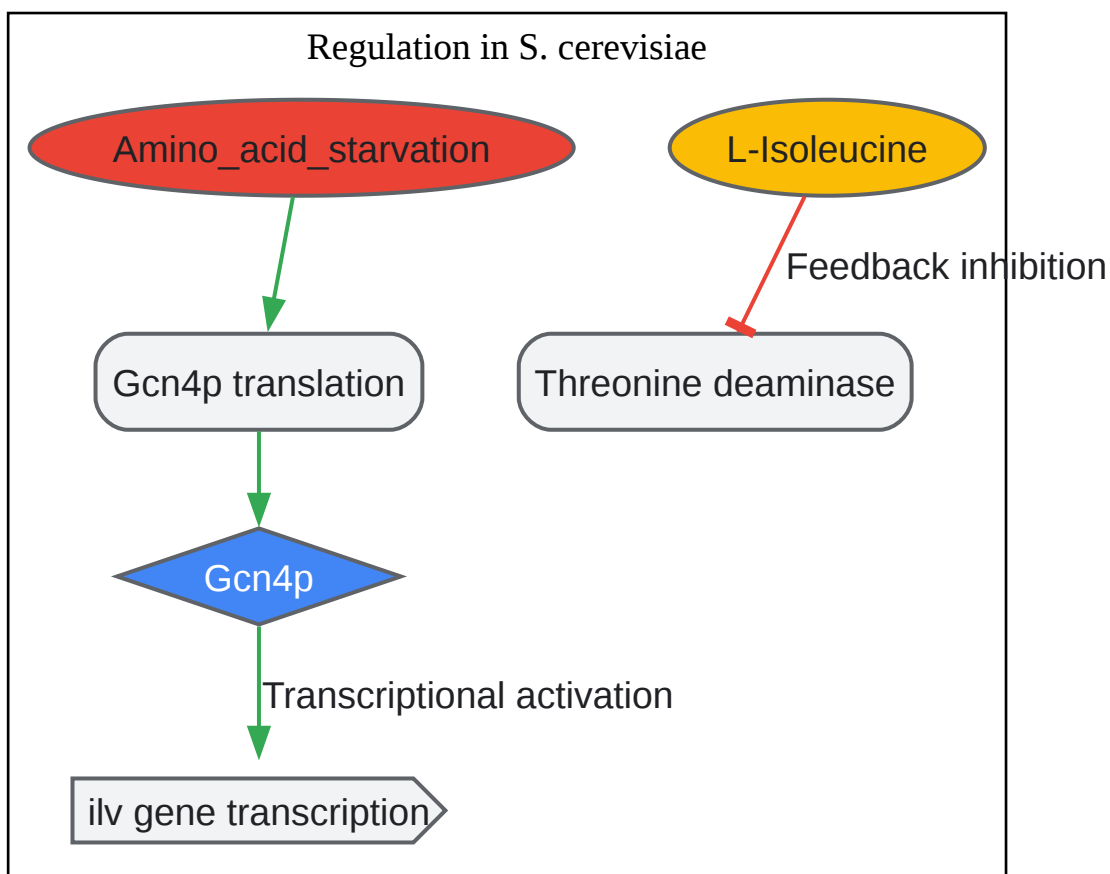 Regulation in S. cerevisiae
Amino_acid_starvation
L-Isoleucine
Feedback inhibition
Gcn4p translation
Threonine deaminase
Gcn4p
Transcriptional activation
ilv gene transcription